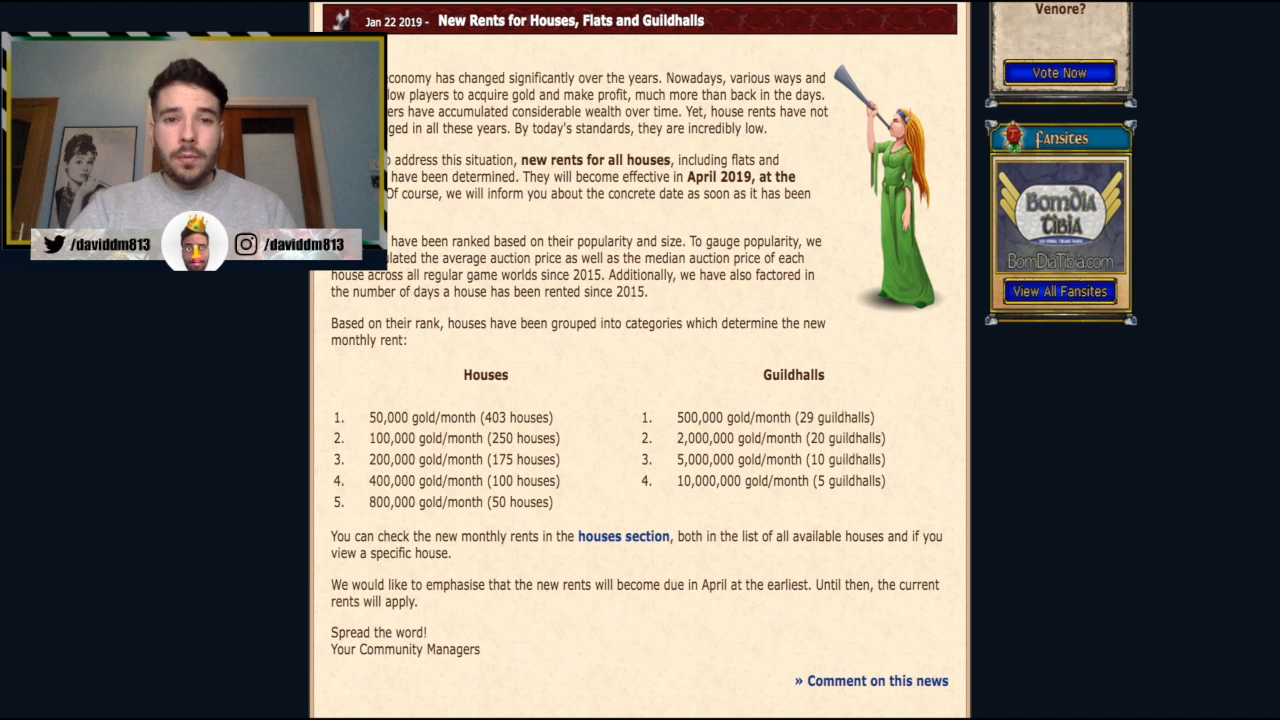 Jan 22 2019 - New Rents for Houses, Flats and Guildhalls
economy has changed significantly over the years. Nowadays, various ways and
low players to acquire gold and make profit, much more than back in the days.
ers have accumulated considerable wealth over time. Yet, house rents have not
ged in all these years. By today's standards, they are incredibly low.
o address this situation, new rents for all houses, including flats and
have been determined. They will become effective in April 2019, at the
Of course, we will inform you about the concrete date as soon as it has been
have been ranked based on their popularity and size. To gauge popularity, we
lated the average auction price as well as the median auction price of each
house across all regular game worlds since 2015. Additionally, we have also factored in
the number of days a house has been rented since 2015.
Based on their rank, houses have been grouped into categories which determine the new
monthly rent:
Houses
1. 50,000 gold/month (403 houses)
2. 100,000 gold/month (250 houses)
3. 200,000 gold/month (175 houses)
4. 400,000 gold/month (100 houses)
5. 800,000 gold/month (50 houses)
Guildhalls
1. 500,000 gold/month (29 guildhalls)
2. 2,000,000 gold/month (20 guildhalls)
3. 5,000,000 gold/month (10 guildhalls)
4. 10,000,000 gold/month (5 guildhalls)
You can check the new monthly rents in the houses section, both in the list of all available houses and if you
view a specific house.
We would like to emphasise that the new rents will become due in April at the earliest. Until then, the current
rents will apply.
Spread the word!
Your Community Managers
» Comment on this news
/daviddm813
/daviddm813
Venore?
Vote Now
Fansites
BomDia
Tibia
BomDiaTibia.com
View All Fansites